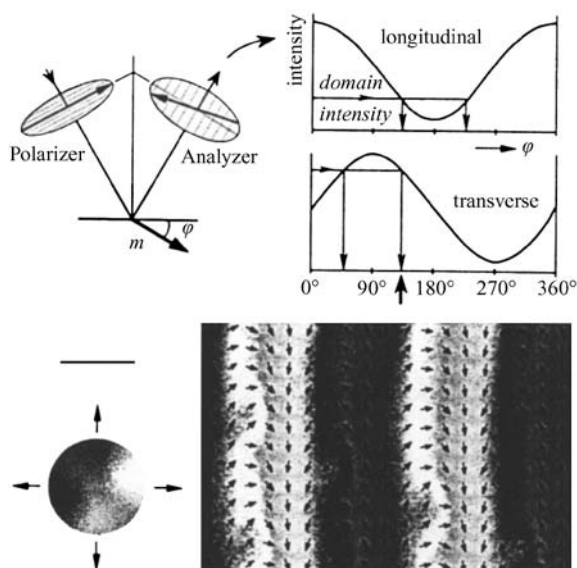 Polarizer
Analyzer
m
φ
intensity
longitudinal
domain
intensity
φ
transverse
0° 90° 180° 270° 360°